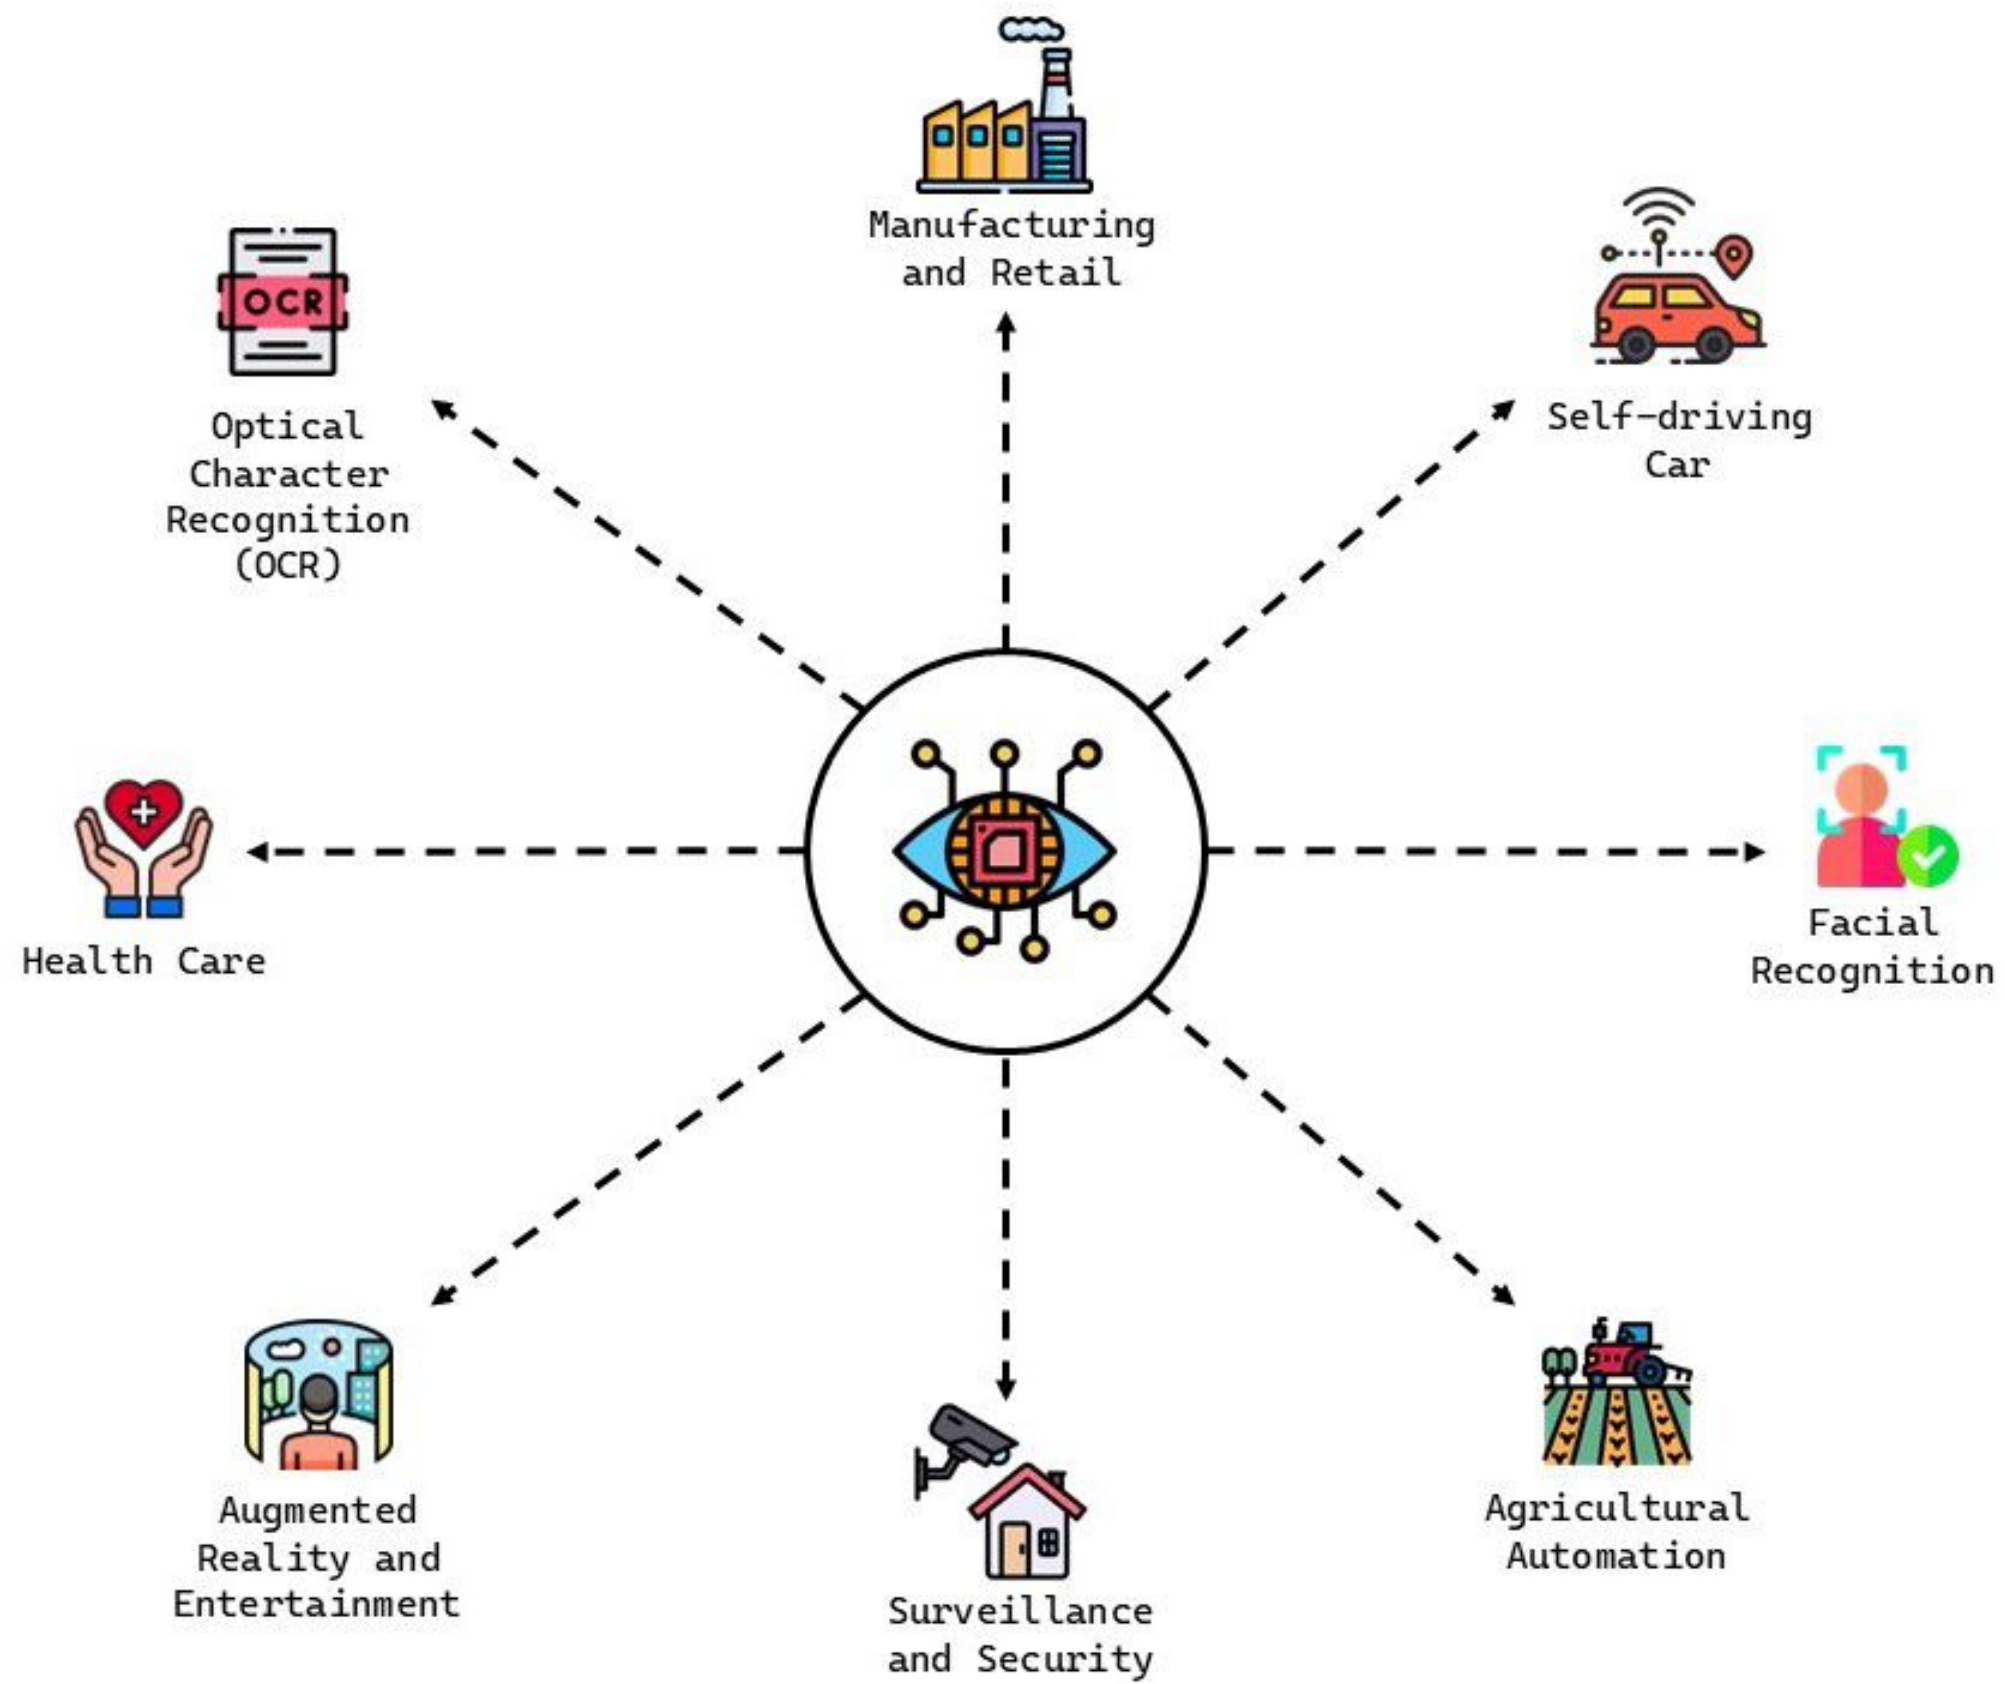 Manufacturing
and Retail
OCR
Optical
Character
Recognition
(OCR)
Self-driving
Car
Health Care
Facial
Recognition
Augmented
Reality and
Entertainment
Surveillance
and Security
Agricultural
Automation